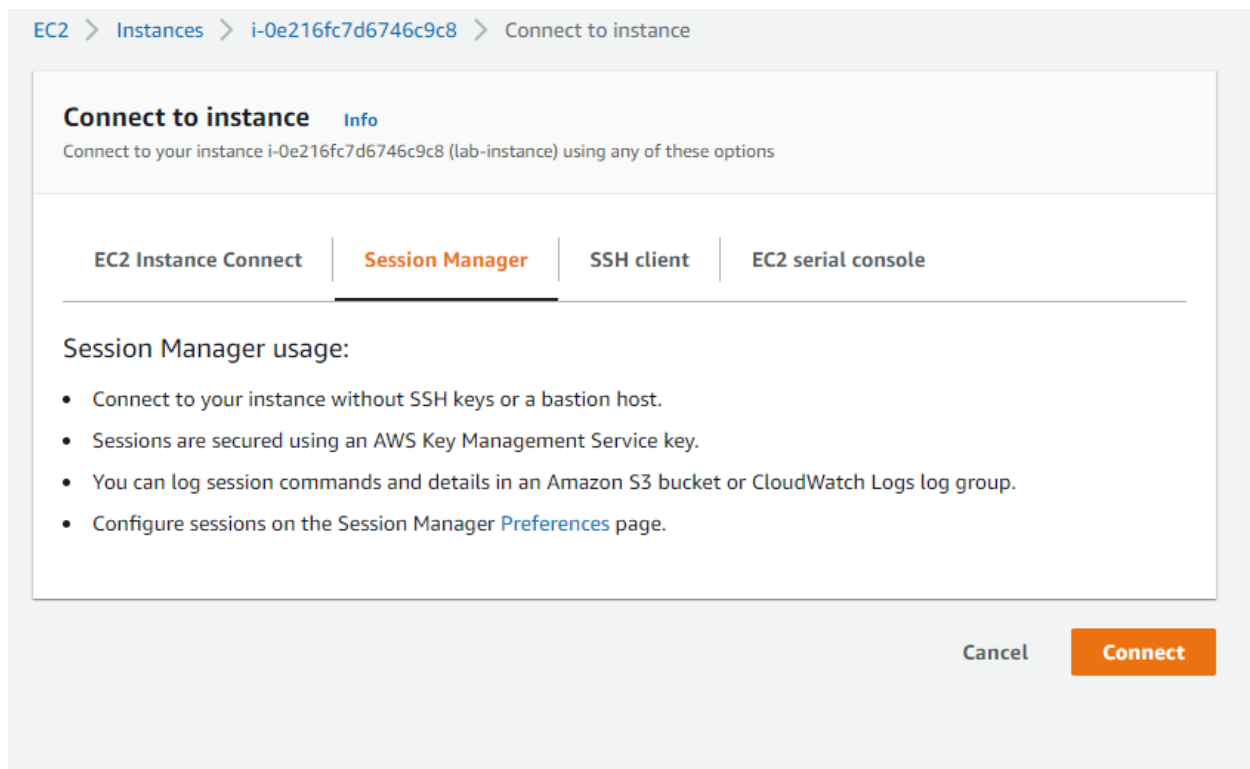 EC2 > Instances > i-0e216fc7d6746c9c8 > Connect to instance
Connect to instance Info
Connect to your instance i-0e216fc7d6746c9c8 (lab-instance) using any of these options
EC2 Instance Connect Session Manager SSH client EC2 serial console
Session Manager usage:
• Connect to your instance without SSH keys or a bastion host.
• Sessions are secured using an AWS Key Management Service key.
• You can log session commands and details in an Amazon S3 bucket or CloudWatch Logs log group.
• Configure sessions on the Session Manager Preferences page.
Cancel Connect